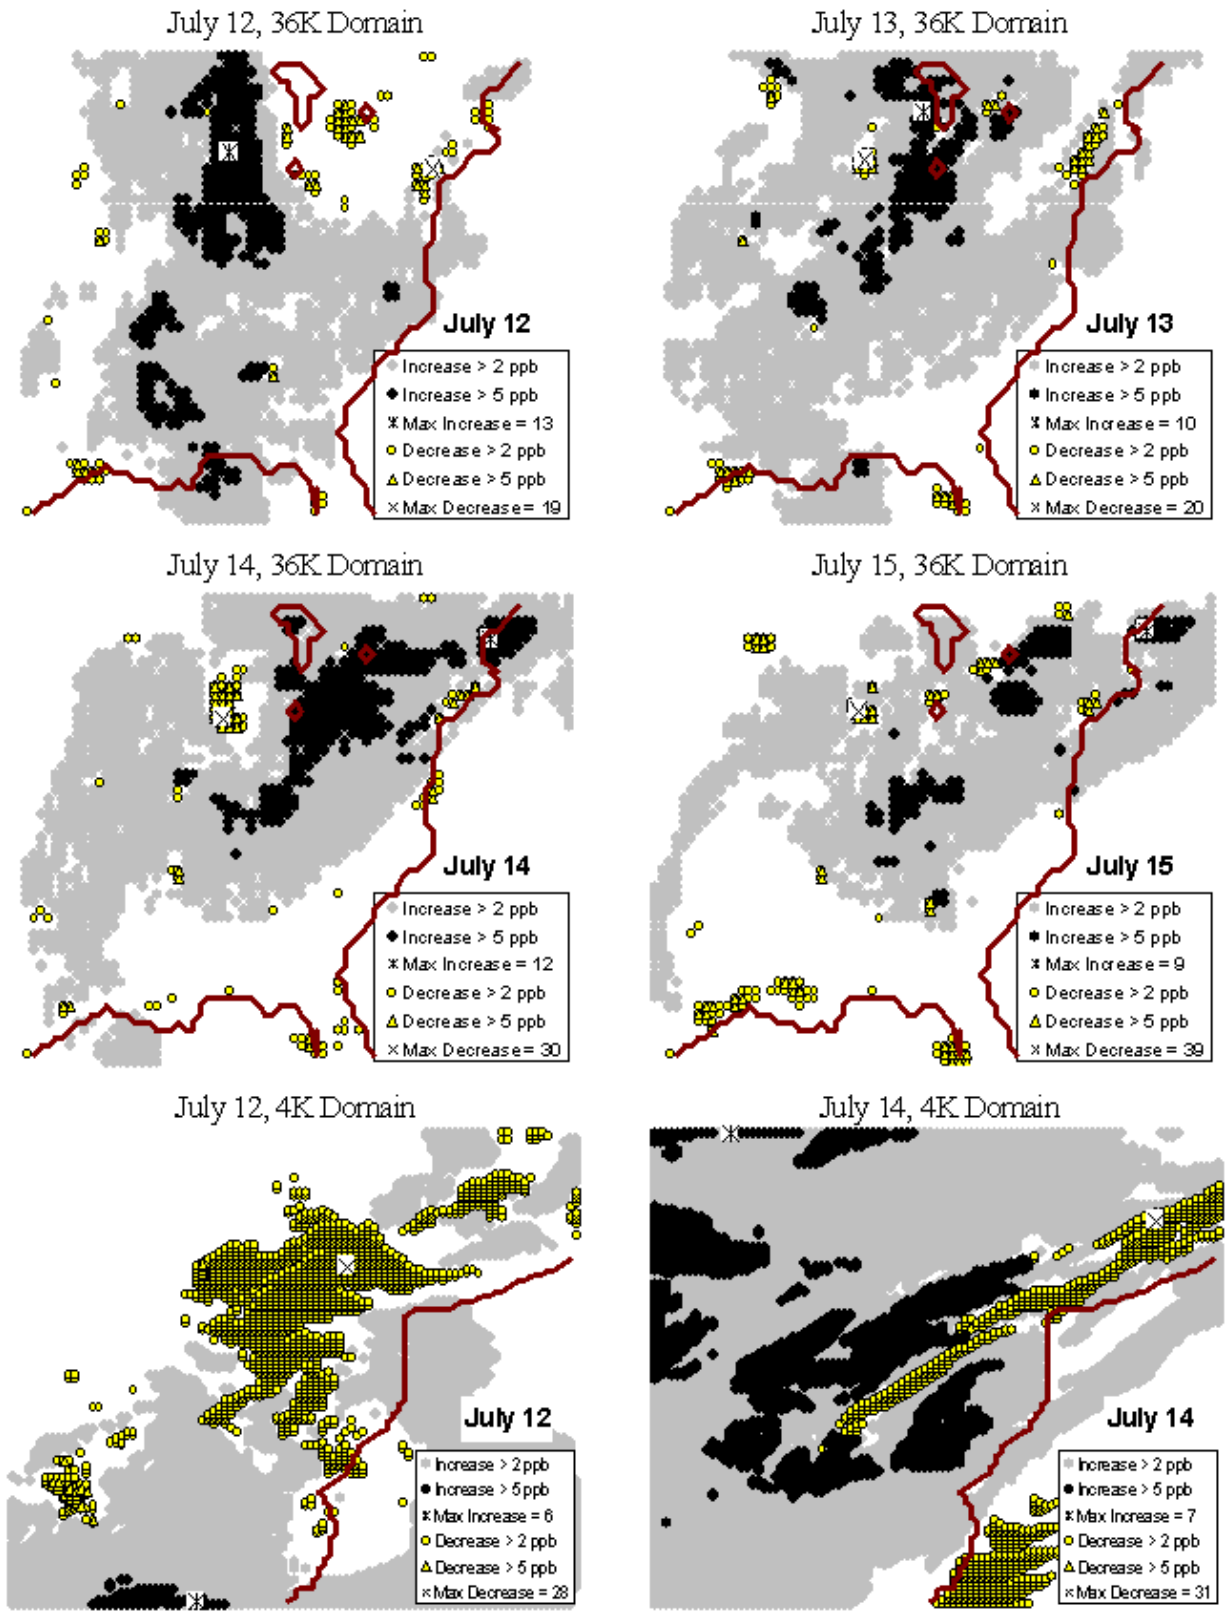 July 12, 36K Domain
July 12
Increase > 2 ppb
Increase > 5 ppb
Max Increase = 13
Decrease > 2 ppb
Decrease > 5 ppb
Max Decrease = 19
July 13, 36K Domain
July 13
Increase > 2 ppb
Increase > 5 ppb
Max Increase = 10
Decrease > 2 ppb
Decrease > 5 ppb
Max Decrease = 20
July 14, 36K Domain
July 14
Increase > 2 ppb
Increase > 5 ppb
Max Increase = 12
Decrease > 2 ppb
Decrease > 5 ppb
Max Decrease = 30
July 15, 36K Domain
July 15
Increase > 2 ppb
Increase > 5 ppb
Max Increase = 9
Decrease > 2 ppb
Decrease > 5 ppb
Max Decrease = 39
July 12, 4K Domain
July 12
Increase > 2 ppb
Increase > 5 ppb
Max Increase = 6
Decrease > 2 ppb
Decrease > 5 ppb
Max Decrease = 28
July 14, 4K Domain
July 14
Increase > 2 ppb
Increase > 5 ppb
Max Increase = 7
Decrease > 2 ppb
Decrease > 5 ppb
Max Decrease = 31